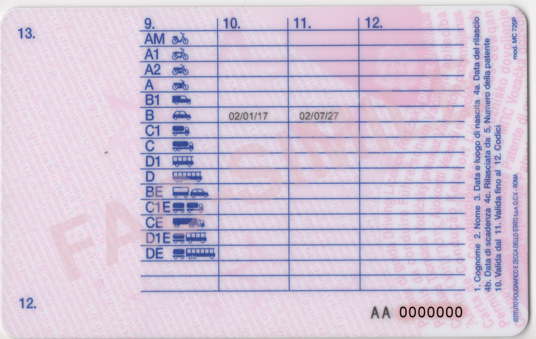 13.
9. 10. 11. 12.
AM
A1
A2
A
B1
B 02/01/17 02/07/27
C1
C
D1
D
BE
C1E
CE
D1E
DE
12.
AA 0000000
1. Cognome 2. Nome 3. Data e luogo di nascita 4a. Data del rilascio
4b. Data di scadenza 4c. Rilasciata da 5. Numero della patente
10. Valida dal 11. Valida fino al 12. Codici
ISTITUTO POLIGRAFICO E ZECCA DELLO STATO S.p.A. O.C.V. - ROMA
mod. MC 720P